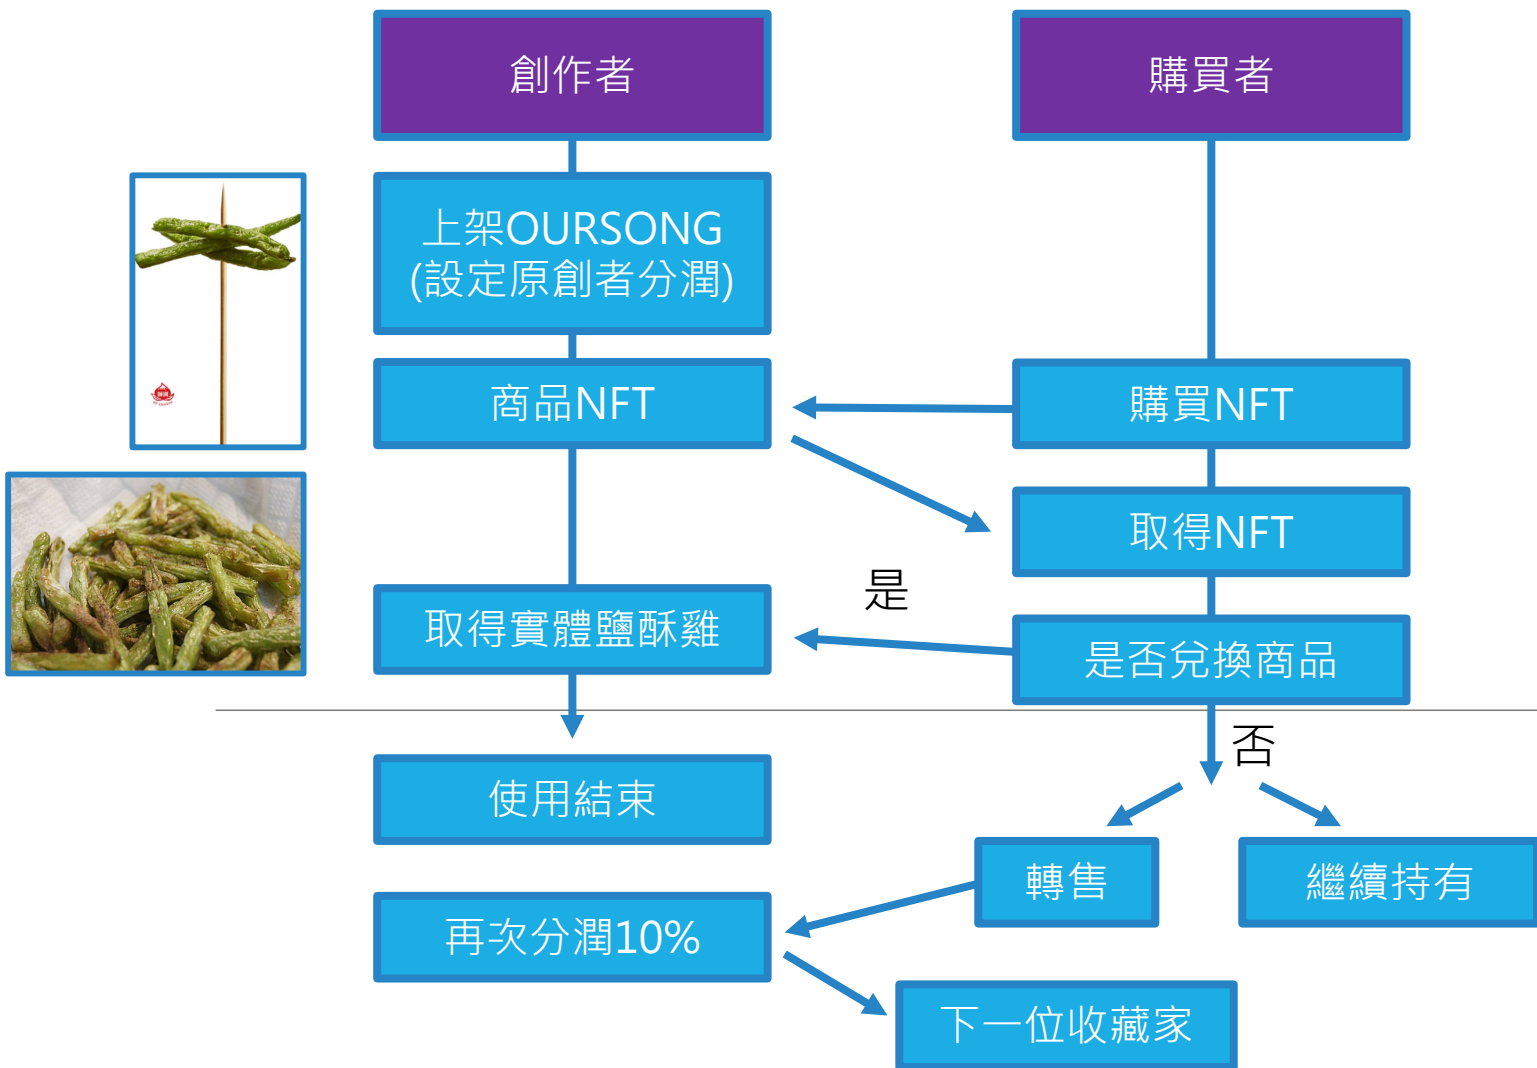 創作者
購買者
上架OURSONG
(設定原創者分潤)
商品NFT
購買NFT
取得NFT
是
取得實體鹽酥雞
是否兌換商品
否
使用結束
轉售
繼續持有
再次分潤10%
下一位收藏家